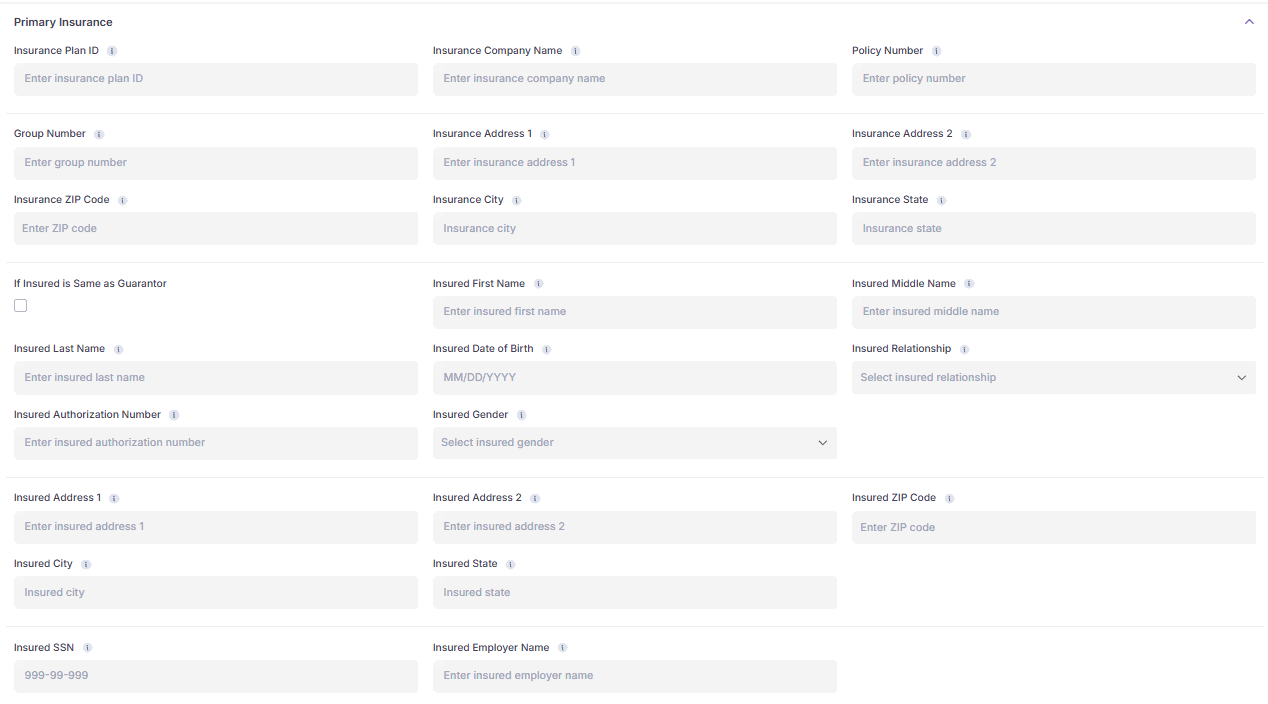 Primary Insurance
Insurance Plan ID i Insurance Company Name i Policy Number i
Enter insurance plan ID Enter insurance company name Enter policy number
Group Number i Insurance Address 1 i Insurance Address 2 i
Enter group number Enter insurance address 1 Enter insurance address 2
Insurance ZIP Code i Insurance City i Insurance State i
Enter ZIP code Insurance city Insurance state
If Insured is Same as Guarantor Insured First Name i Insured Middle Name i
Enter insured first name Enter insured middle name
Insured Last Name i Insured Date of Birth i Insured Relationship i
Enter insured last name MM/DD/YYYY Select insured relationship
Insured Authorization Number i Insured Gender i
Enter insured authorization number Select insured gender
Insured Address 1 i Insured Address 2 i Insured ZIP Code i
Enter insured address 1 Enter insured address 2 Enter ZIP code
Insured City i Insured State i
Insured city Insured state
Insured SSN i Insured Employer Name i
999-99-999 Enter insured employer name